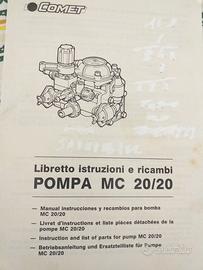 COMET
Libretto istruzioni e ricambi
POMPA MC 20/20
— Manual instrucciones y recambios para bomba
MC 20/20
— Livret d'instructions et liste pièces détachées de la
pompe MC 20/20
— Instruction and list of parts for pump MC 20/20
— Betriebsanleitung und Ersatzteilliste für Pumpe
MC 20/20